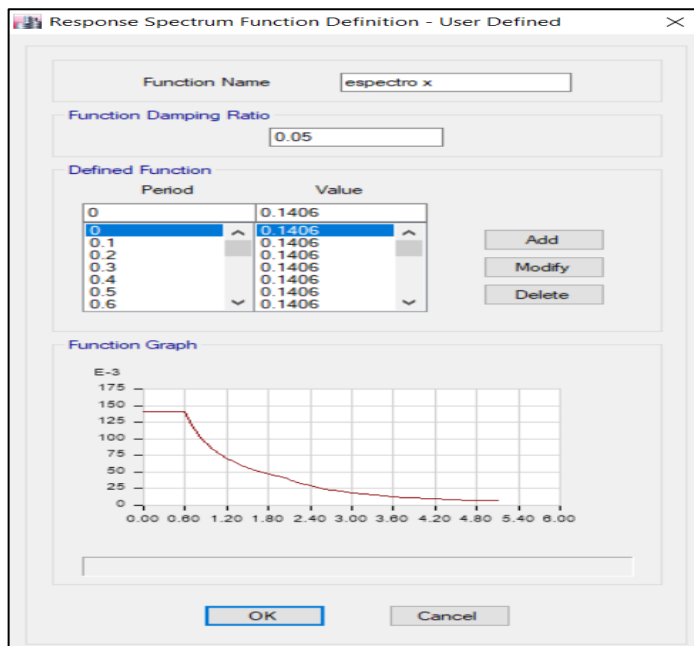 Response Spectrum Function Definition - User Defined
Function Name espectro x
Function Damping Ratio
0.05
Defined Function
Period Value
0 0.1406
0 0.1406
0.1 0.1406
0.2 0.1406
0.3 0.1406
0.4 0.1406
0.5 0.1406
0.6 0.1406
Add
Modify
Delete
Function Graph
E-3
175
150
125
100
75
50
25
0
0.00 0.60 1.20 1.80 2.40 3.00 3.60 4.20 4.80 5.40 6.00
OK Cancel